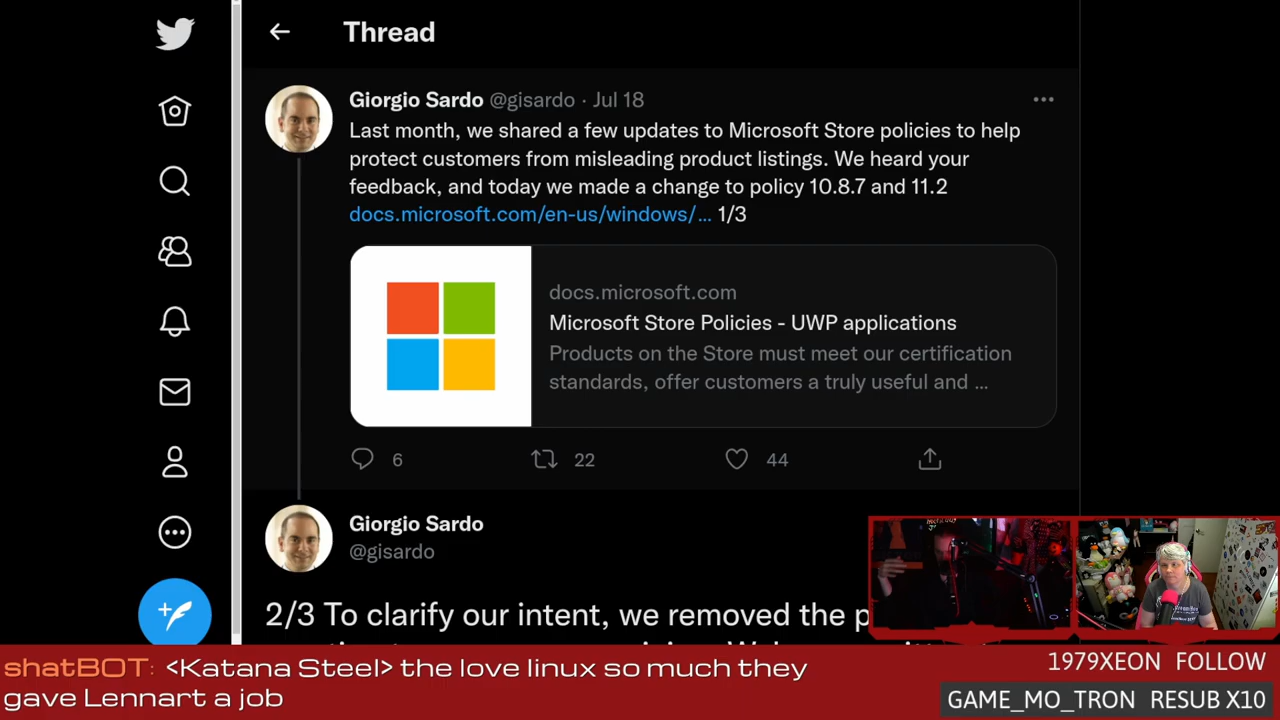 Thread
Giorgio Sardo @gisardo · Jul 18
Last month, we shared a few updates to Microsoft Store policies to help
protect customers from misleading product listings. We heard your
feedback, and today we made a change to policy 10.8.7 and 11.2
docs.microsoft.com/en-us/windows/… 1/3
docs.microsoft.com
Microsoft Store Policies - UWP applications
Products on the Store must meet our certification
standards, offer customers a truly useful and ...
6 22 44
Giorgio Sardo
@gisardo
2/3 To clarify our intent, we removed the p
shatBOT: <Katana Steel> the love linux so much they
gave Lennart a job
1979XEON FOLLOW
GAME_MO_TRON RESUB X10